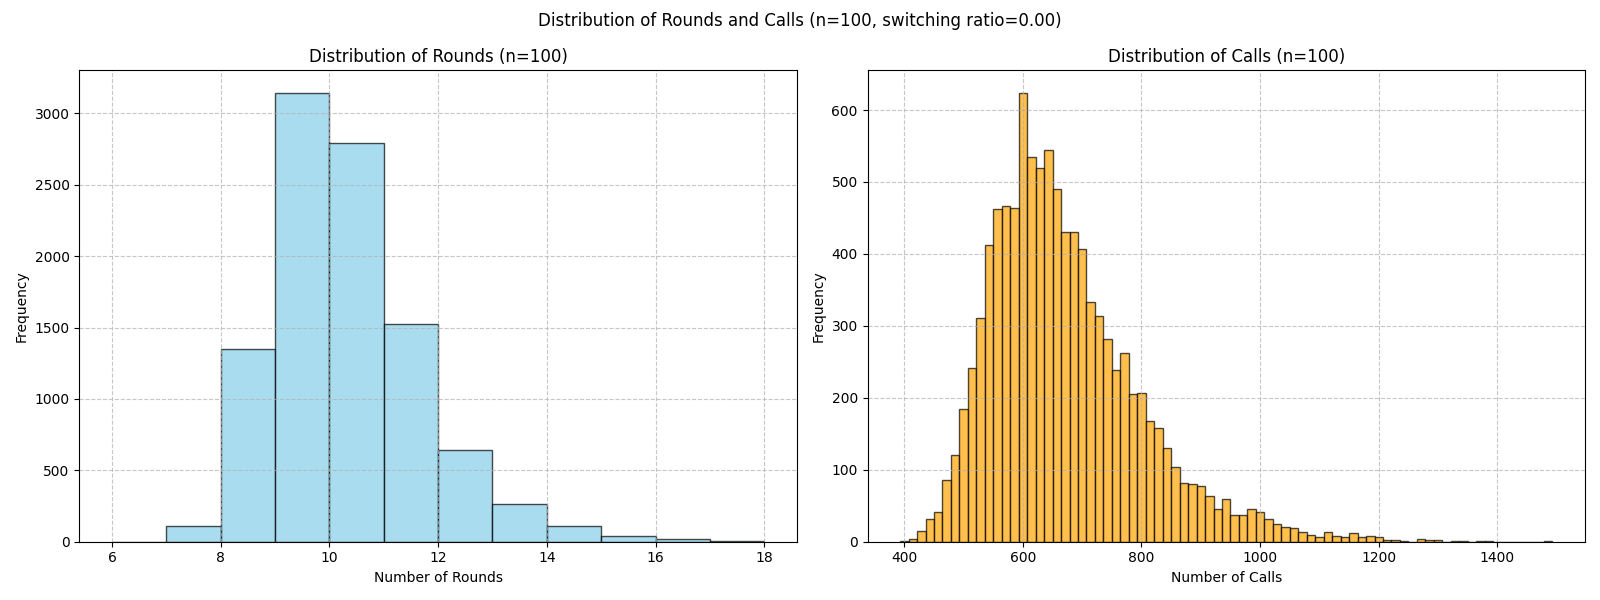 Distribution of Rounds and Calls (n=100, switching ratio=0.00)
Distribution of Rounds (n=100)
Frequency
3000
2500
2000
1500
1000
500
0
6 8 10 12 14 16 18
Number of Rounds
Distribution of Calls (n=100)
Frequency
600
500
400
300
200
100
0
400 600 800 1000 1200 1400
Number of Calls